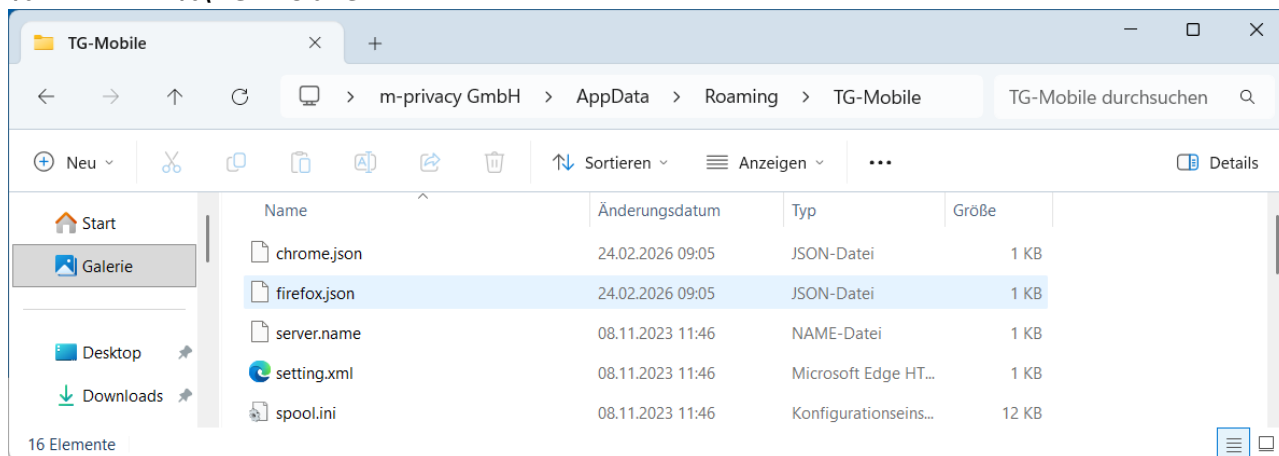 TG-Mobile
m-privacy GmbH > AppData > Roaming > TG-Mobile
TG-Mobile durchsuchen
Neu
Sortieren
Anzeigen
Details
Start
Galerie
Desktop
Downloads
Name Änderungsdatum Typ Größe
chrome.json 24.02.2026 09:05 JSON-Datei 1 KB
firefox.json 24.02.2026 09:05 JSON-Datei 1 KB
server.name 08.11.2023 11:46 NAME-Datei 1 KB
setting.xml 08.11.2023 11:46 Microsoft Edge HT... 1 KB
spool.ini 08.11.2023 11:46 Konfigurationseins... 12 KB
16 Elemente